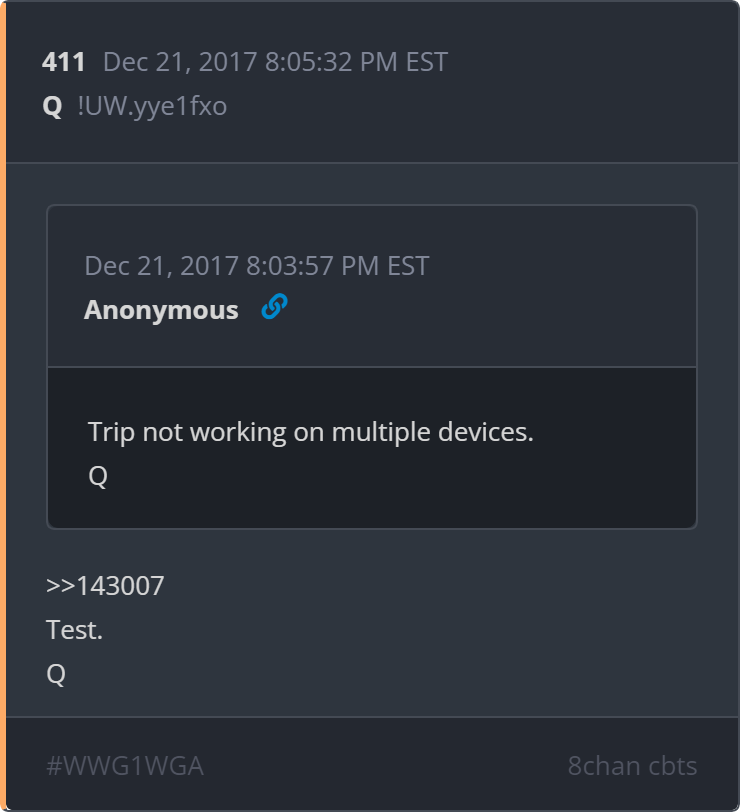 411 Dec 21, 2017 8:05:32 PM EST
Q !UW.yye1fxo
Dec 21, 2017 8:03:57 PM EST
Anonymous
Trip not working on multiple devices.
Q
>>143007
Test.
Q
#WWG1WGA 8chan cbts